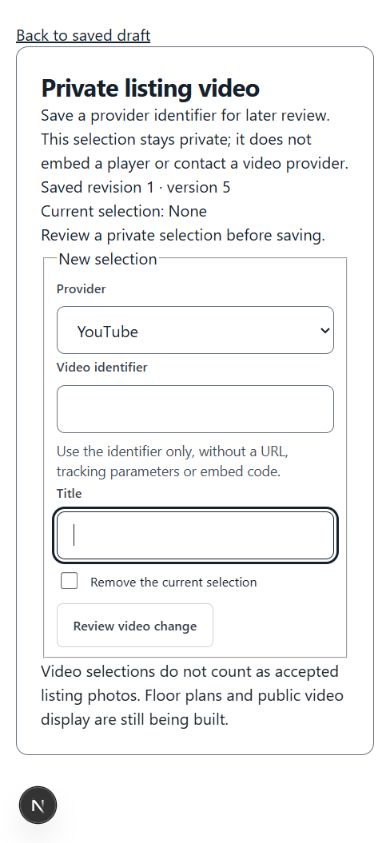 Back to saved draft
Private listing video
Save a provider identifier for later review.
This selection stays private; it does not
embed a player or contact a video provider.
Saved revision 1 · version 5
Current selection: None
Review a private selection before saving.
New selection
Provider
YouTube
Video identifier
Use the identifier only, without a URL,
tracking parameters or embed code.
Title
Remove the current selection
Review video change
Video selections do not count as accepted
listing photos. Floor plans and public video
display are still being built.
N